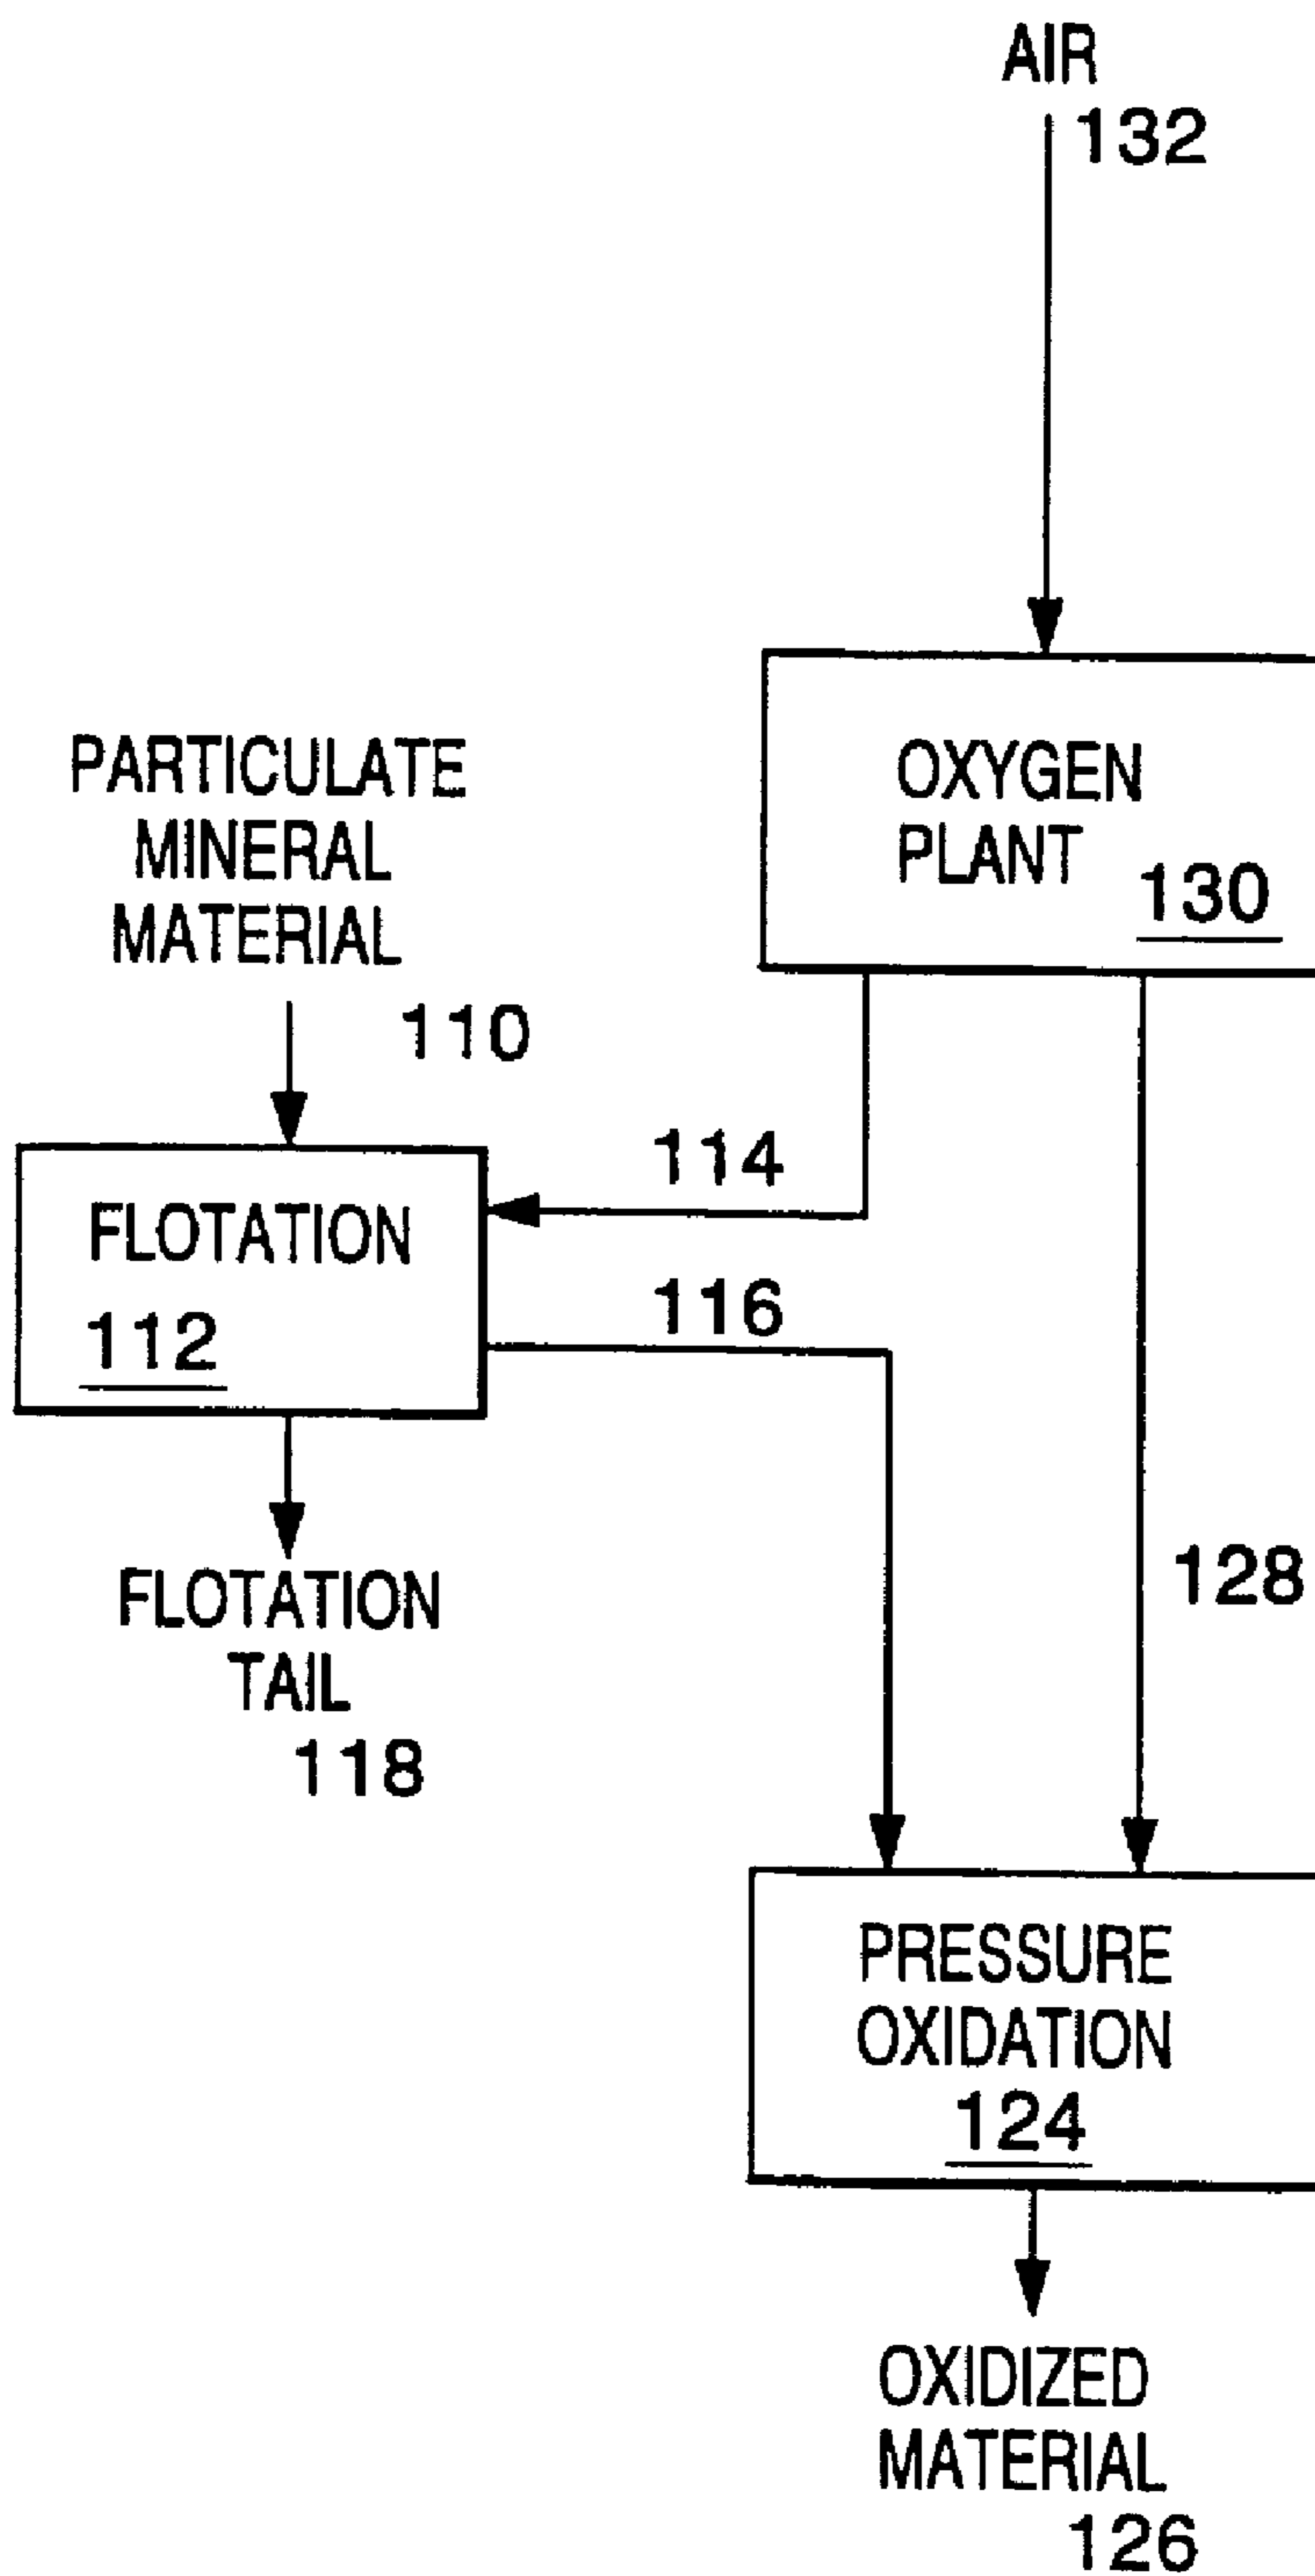 AIR
132
OXYGEN
PLANT
130
PARTICULATE
MINERAL
MATERIAL
110
114
FLOTATION
112
116
128
FLOTATION
TAIL
118
PRESSURE
OXIDATION
124
OXIDIZED
MATERIAL
126